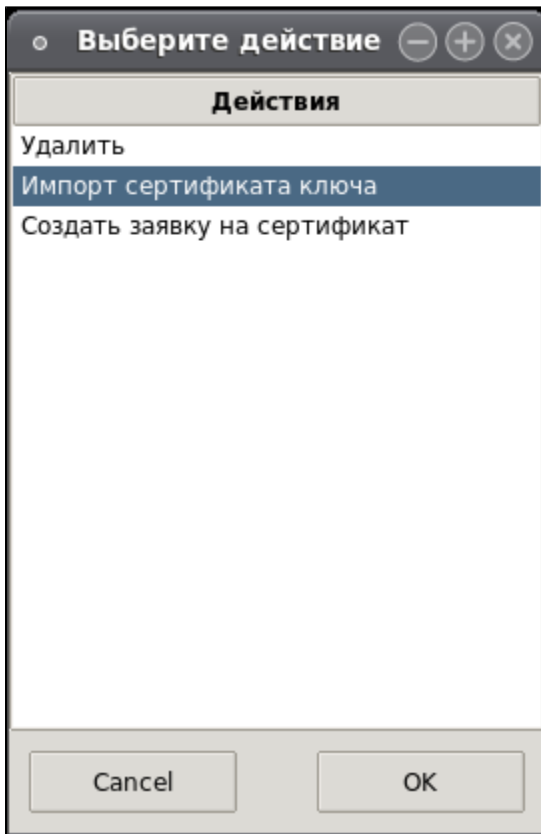 Выберите действие
Действия
Удалить
Импорт сертификата ключа
Создать заявку на сертификат
Cancel OK